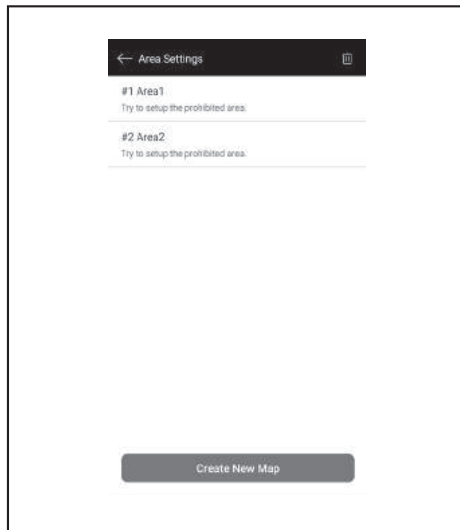 Area Settings
#1 Area1
Try to setup the prohibited area.
#2 Area2
Try to setup the prohibited area.
Create New Map